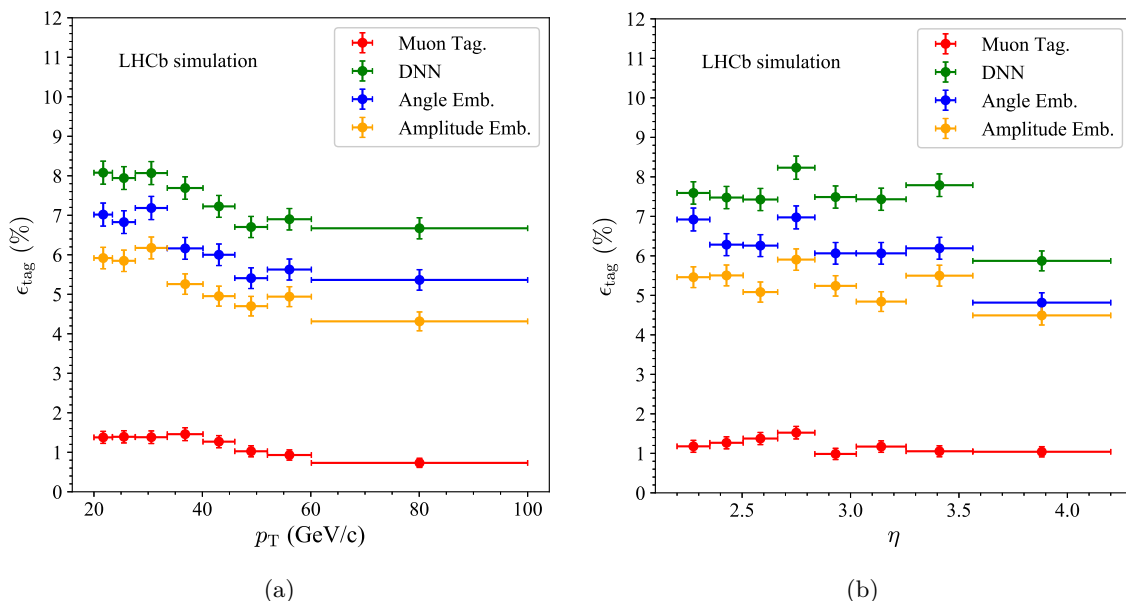 12
11
10
9
8
7
6
5
4
3
2
1
0
ϵtag (%)
LHCb simulation
Muon Tag.
DNN
Angle Emb.
Amplitude Emb.
20 40 60 80 100
pT (GeV/c)
(a)
12
11
10
9
8
7
6
5
4
3
2
1
0
ϵtag (%)
LHCb simulation
Muon Tag.
DNN
Angle Emb.
Amplitude Emb.
2.5 3.0 3.5 4.0
η
(b)